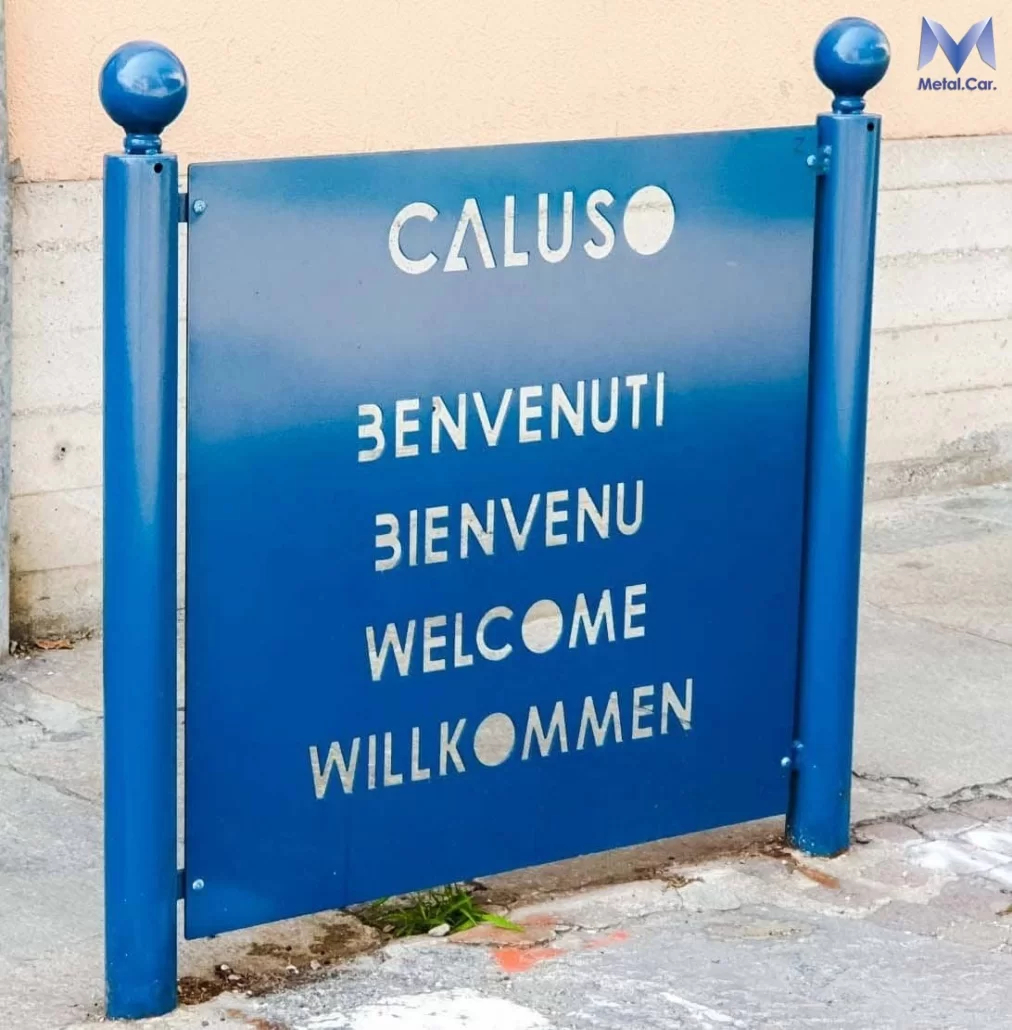 Metal.Car.
CALUSO
BENVENUTI
BIENVENU
WELCOME
WILLKOMMEN